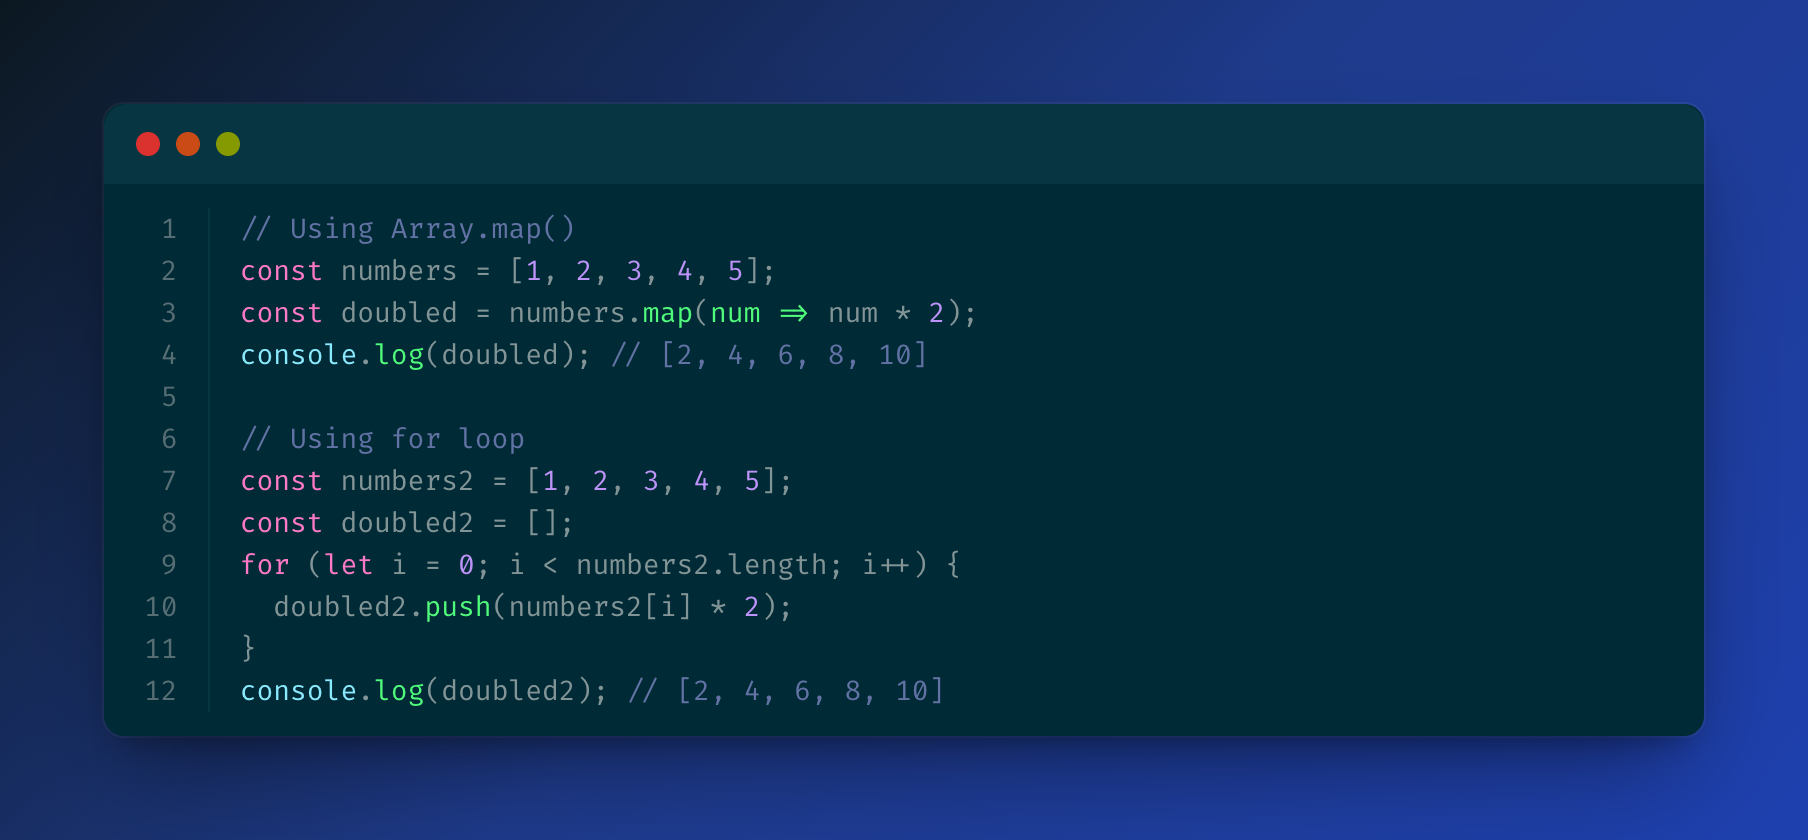 1 // Using Array.map()
2 const numbers = [1, 2, 3, 4, 5];
3 const doubled = numbers.map(num => num * 2);
4 console.log(doubled); // [2, 4, 6, 8, 10]
5
6 // Using for loop
7 const numbers2 = [1, 2, 3, 4, 5];
8 const doubled2 = [];
9 for (let i = 0; i < numbers2.length; i++) {
10   doubled2.push(numbers2[i] * 2);
11 }
12 console.log(doubled2); // [2, 4, 6, 8, 10]